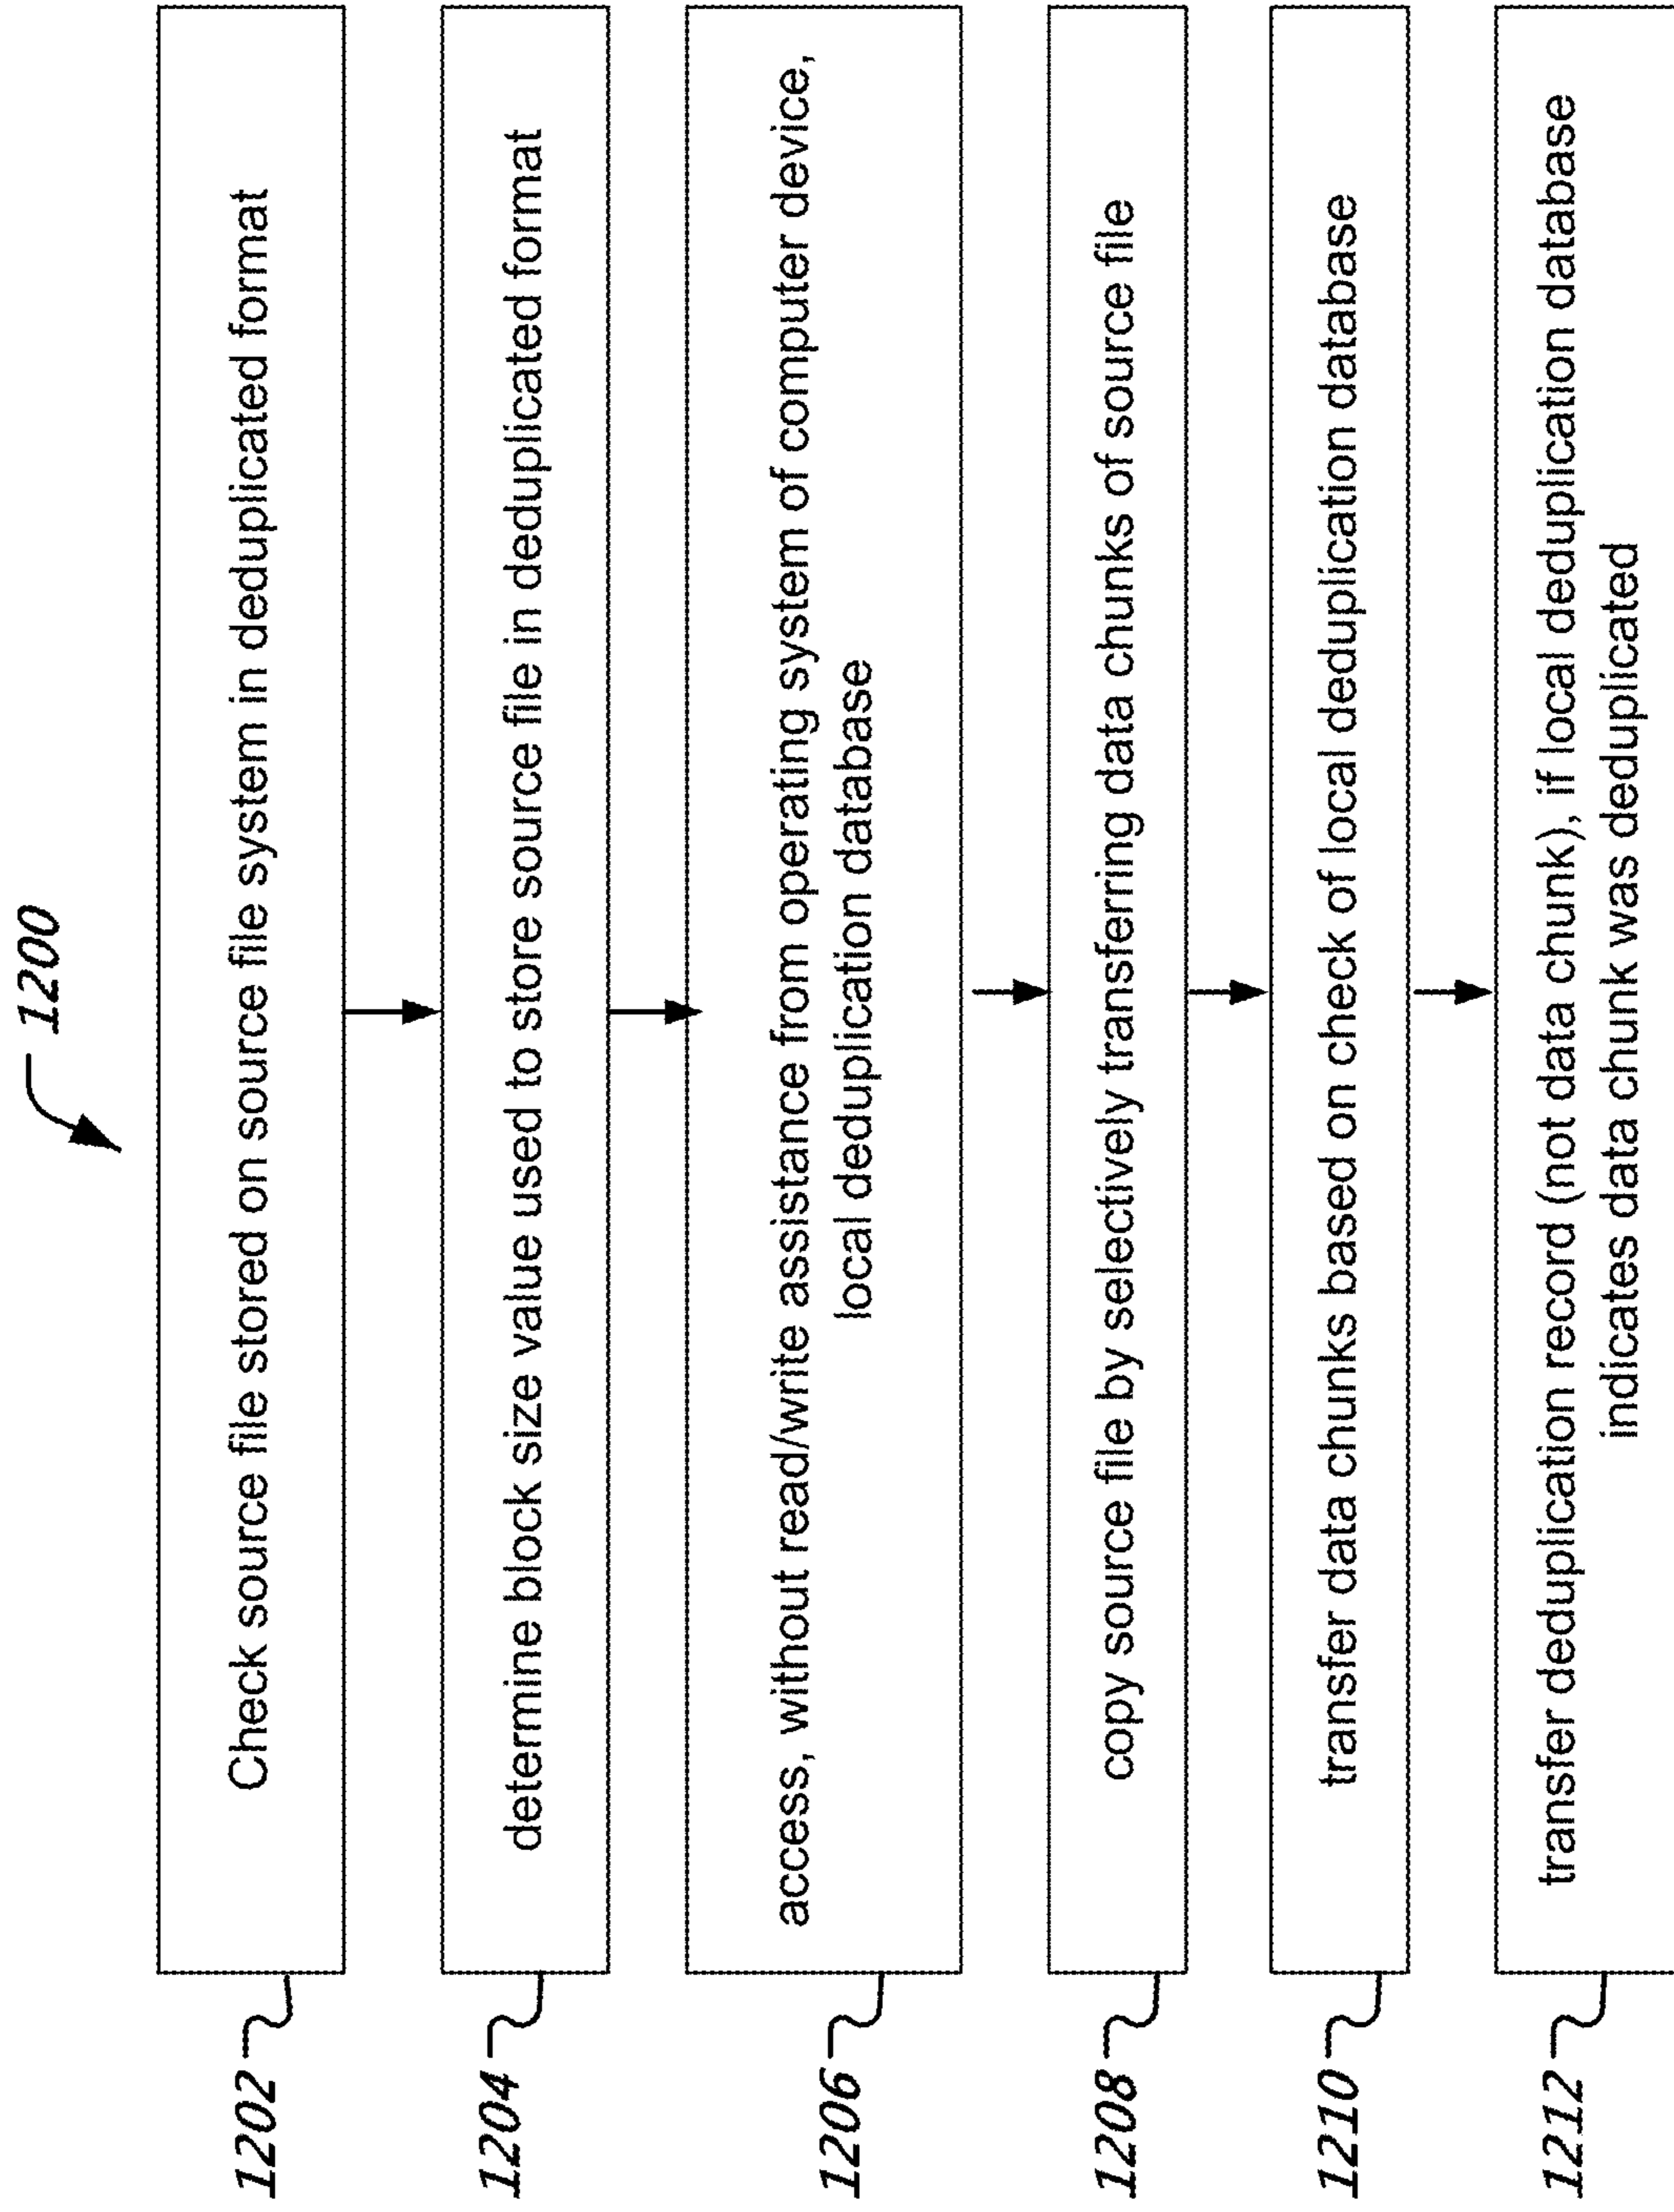 1200
1202
Check source file stored on source file system in deduplicated format
1204
determine block size value used to store source file in deduplicated format
1206
access, without read/write assistance from operating system of computer device,
local deduplication database
1208
copy source file by selectively transferring data chunks of source file
1210
transfer data chunks based on check of local deduplication database
1212
transfer deduplication record (not data chunk), if local deduplication database
indicates data chunk was deduplicated